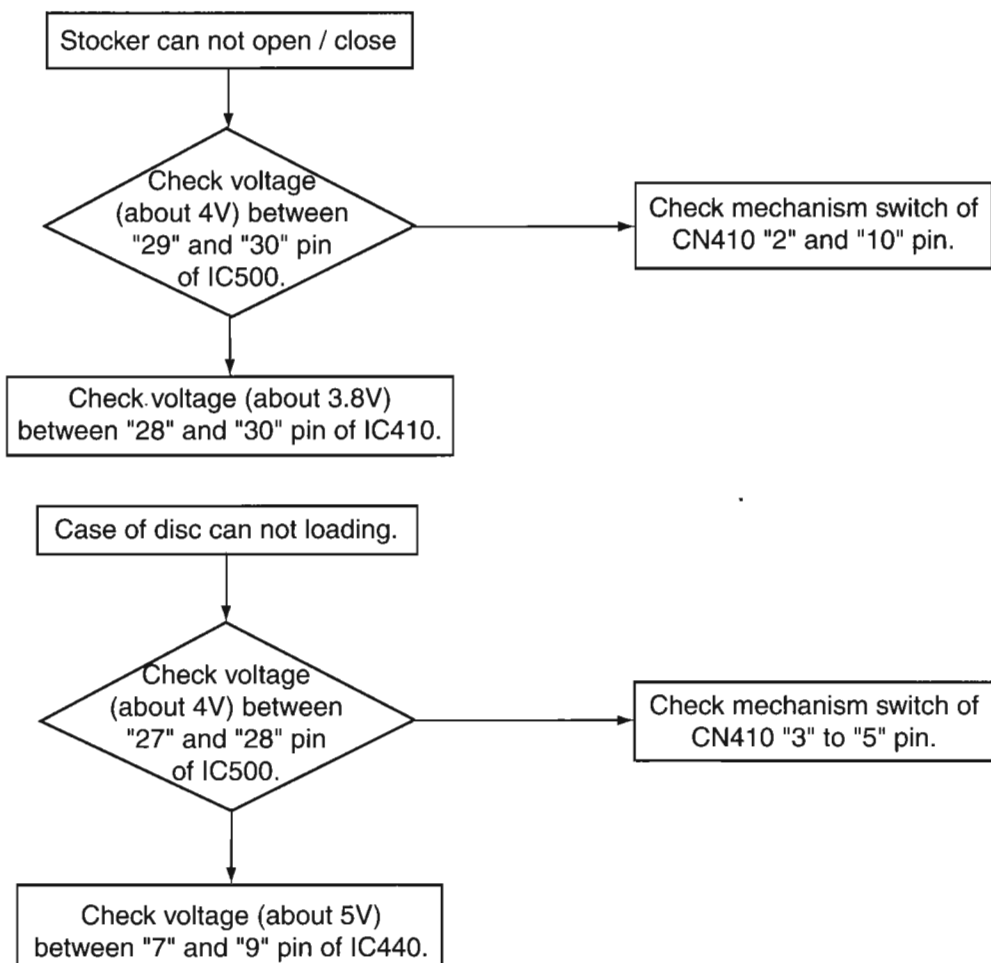 Stocker can not open / close
Check voltage
(about 4V) between
"29" and "30" pin
of IC500.
Check mechanism switch of
CN410 "2" and "10" pin.
Check voltage (about 3.8V)
between "28" and "30" pin of IC410.
Case of disc can not loading.
Check voltage
(about 4V) between
"27" and "28" pin
of IC500.
Check mechanism switch of
CN410 "3" to "5" pin.
Check voltage (about 5V)
between "7" and "9" pin of IC440.